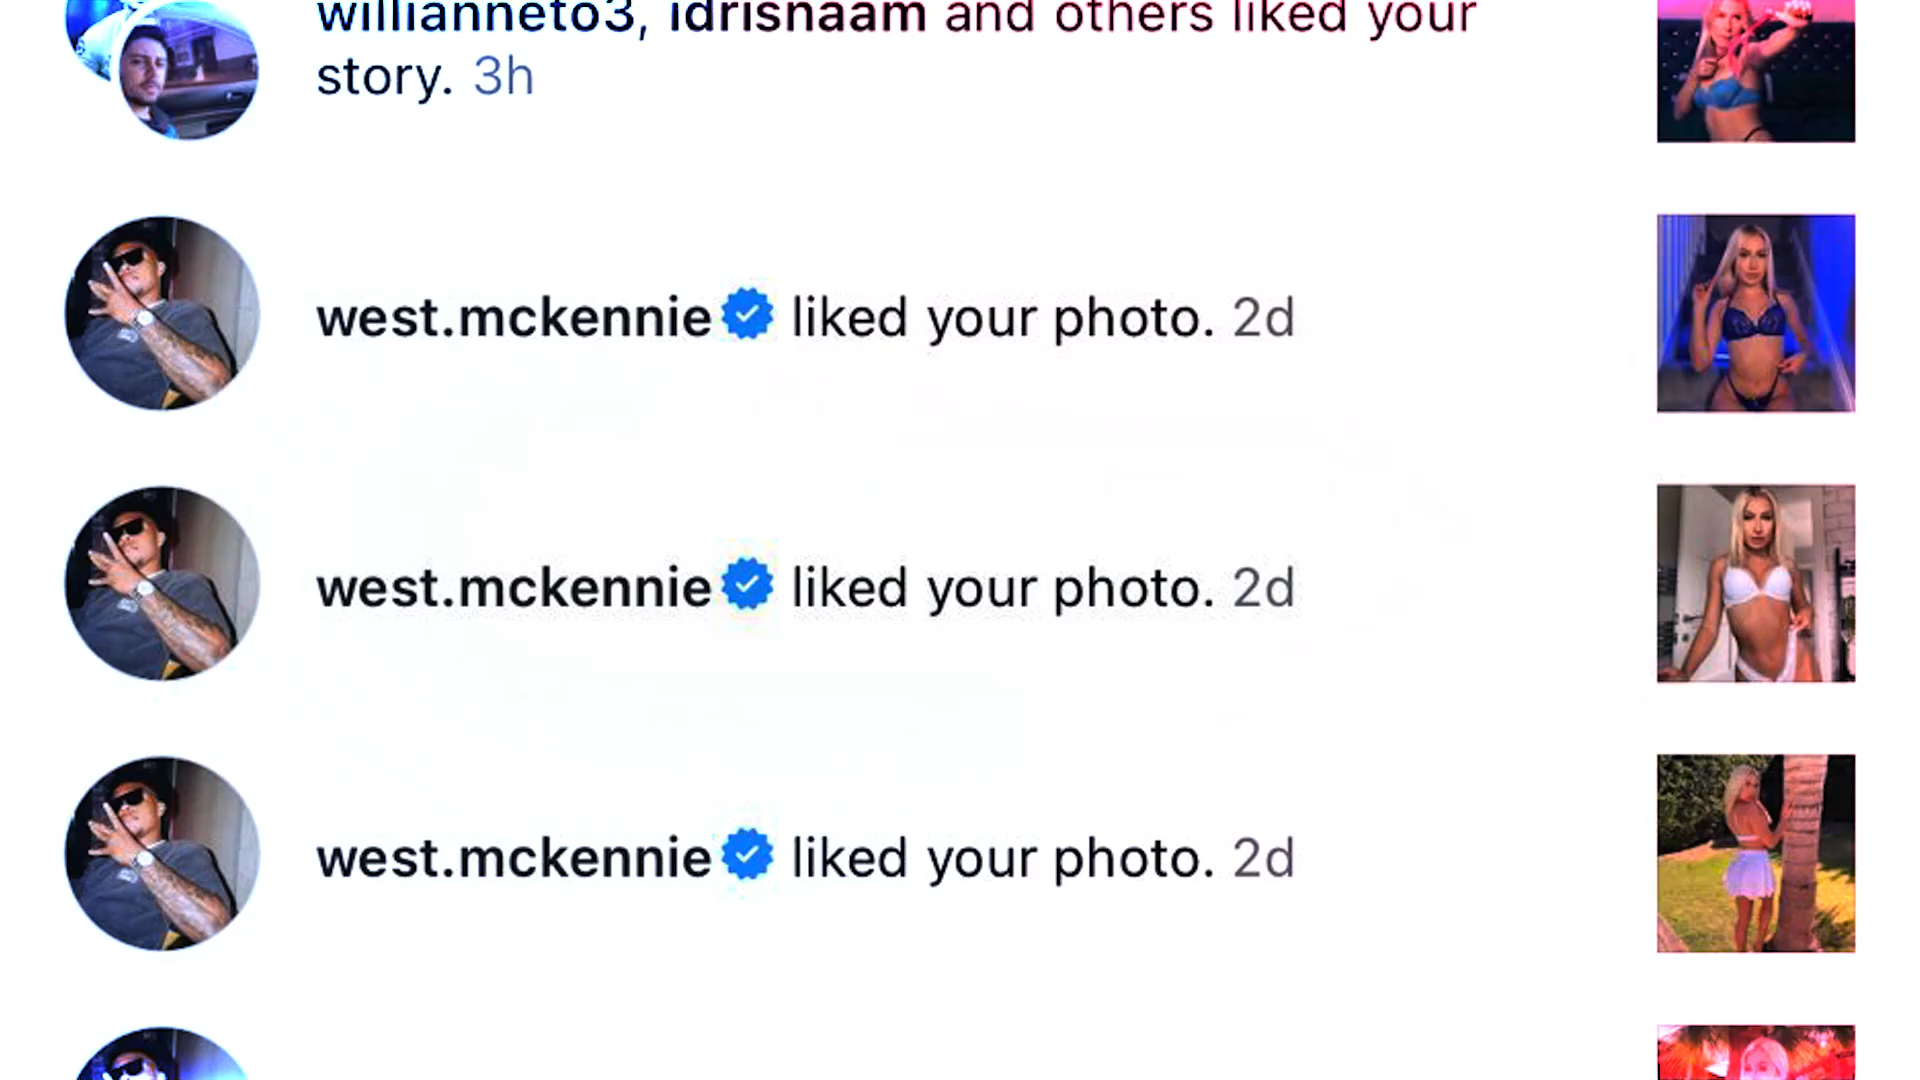 willianneto3, idrisnaam and others liked your
story. 3h
west.mckennie liked your photo. 2d
west.mckennie liked your photo. 2d
west.mckennie liked your photo. 2d